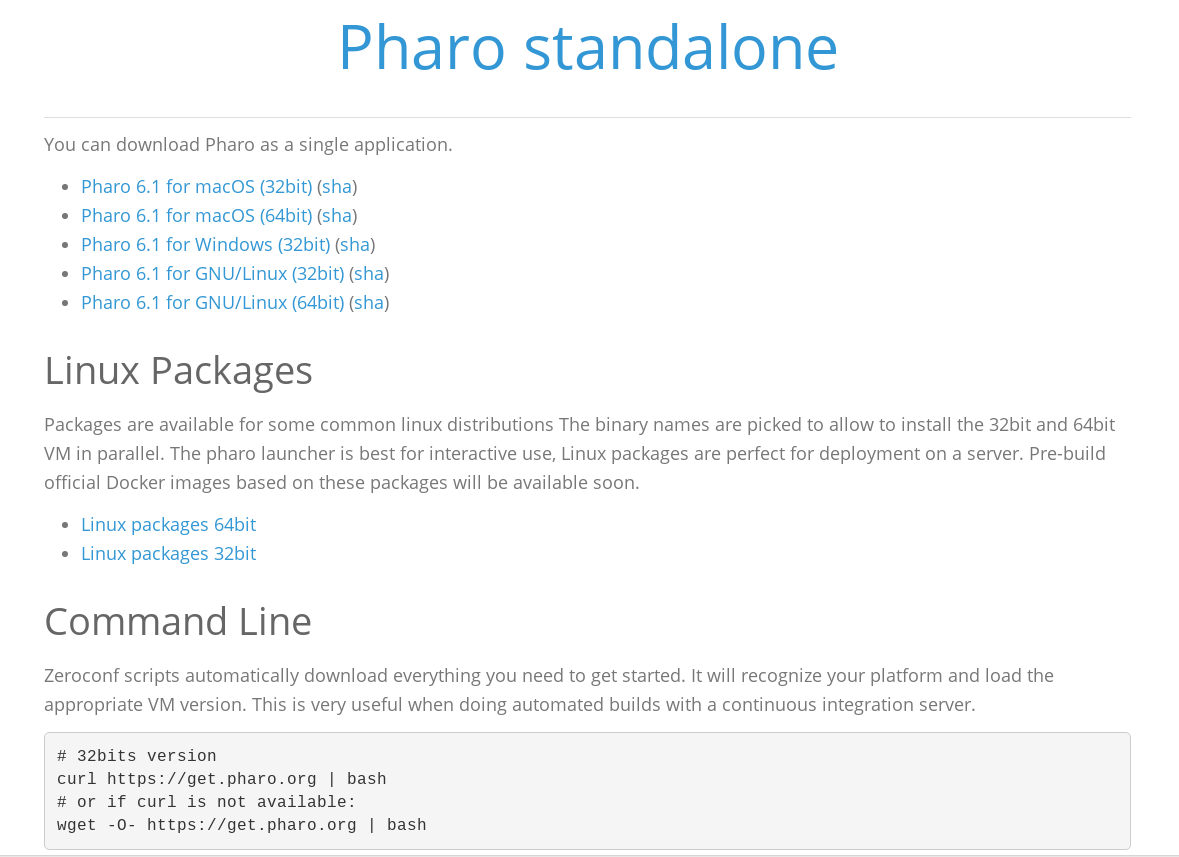 Pharo standalone
You can download Pharo as a single application.
Pharo 6.1 for macOS (32bit) (sha)
Pharo 6.1 for macOS (64bit) (sha)
Pharo 6.1 for Windows (32bit) (sha)
Pharo 6.1 for GNU/Linux (32bit) (sha)
Pharo 6.1 for GNU/Linux (64bit) (sha)
Linux Packages
Packages are available for some common linux distributions The binary names are picked to allow to install the 32bit and 64bit
VM in parallel. The pharo launcher is best for interactive use, Linux packages are perfect for deployment on a server. Pre-build
official Docker images based on these packages will be available soon.
Linux packages 64bit
Linux packages 32bit
Command Line
Zeroconf scripts automatically download everything you need to get started. It will recognize your platform and load the
appropriate VM version. This is very useful when doing automated builds with a continuous integration server.
# 32bits version
curl https://get.pharo.org | bash
# or if curl is not available:
wget -O- https://get.pharo.org | bash